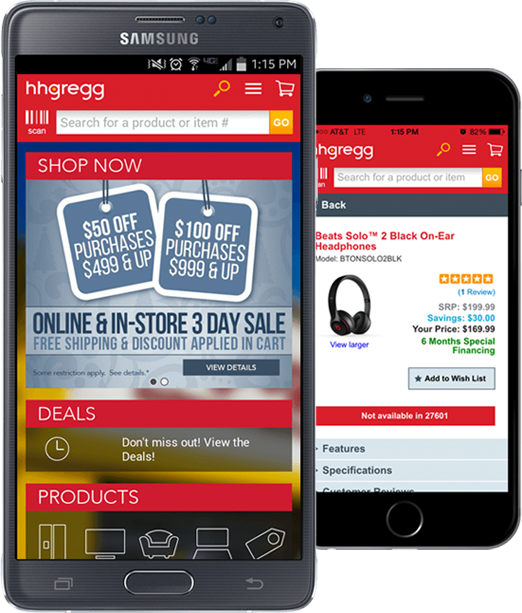 SAMSUNG
1:15 PM
hhgregg
scan
Search for a product or item #
GO
SHOP NOW
$50 OFF
PURCHASES
$499 & UP
$100 OFF
PURCHASES
$999 & UP
ONLINE & IN-STORE 3 DAY SALE
FREE SHIPPING & DISCOUNT APPLIED IN CART
Some restriction apply. See details.*
VIEW DETAILS
DEALS
Don't miss out! View the
Deals!
PRODUCTS
AT&T LTE 1:15 PM 82%
hhgregg
Search for a product or item
GO
Back
Beats Solo™ 2 Black On-Ear
Headphones
Model: BTONSOLO2BLK
(1 Review)
SRP: $199.99
Savings: $30.00
Your Price: $169.99
6 Months Special
Financing
View larger
Add to Wish List
Not available in 27601
Features
Specifications
Customer Reviews